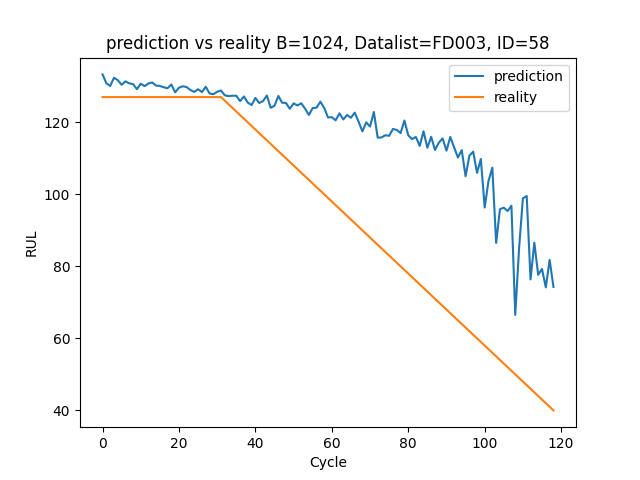 prediction vs reality B=1024, Datalist=FD003, ID=58
prediction
reality
RUL
120
100
80
60
40
0 20 40 60 80 100 120
Cycle